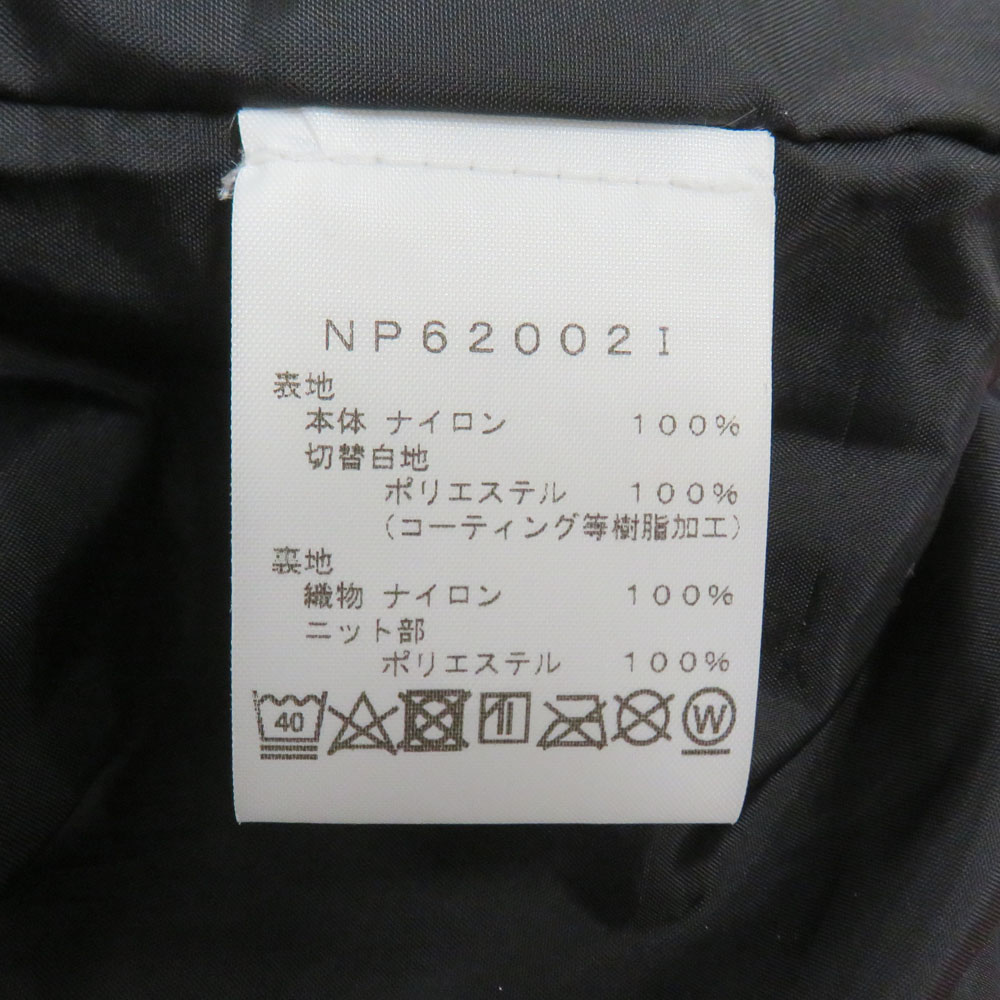 NP62002I
表地
本体 ナイロン 100%
切替白地
ポリエステル 100%
(コーティング等樹脂加工)
裏地
織物 ナイロン 100%
ニット部
ポリエステル 100%
40 W